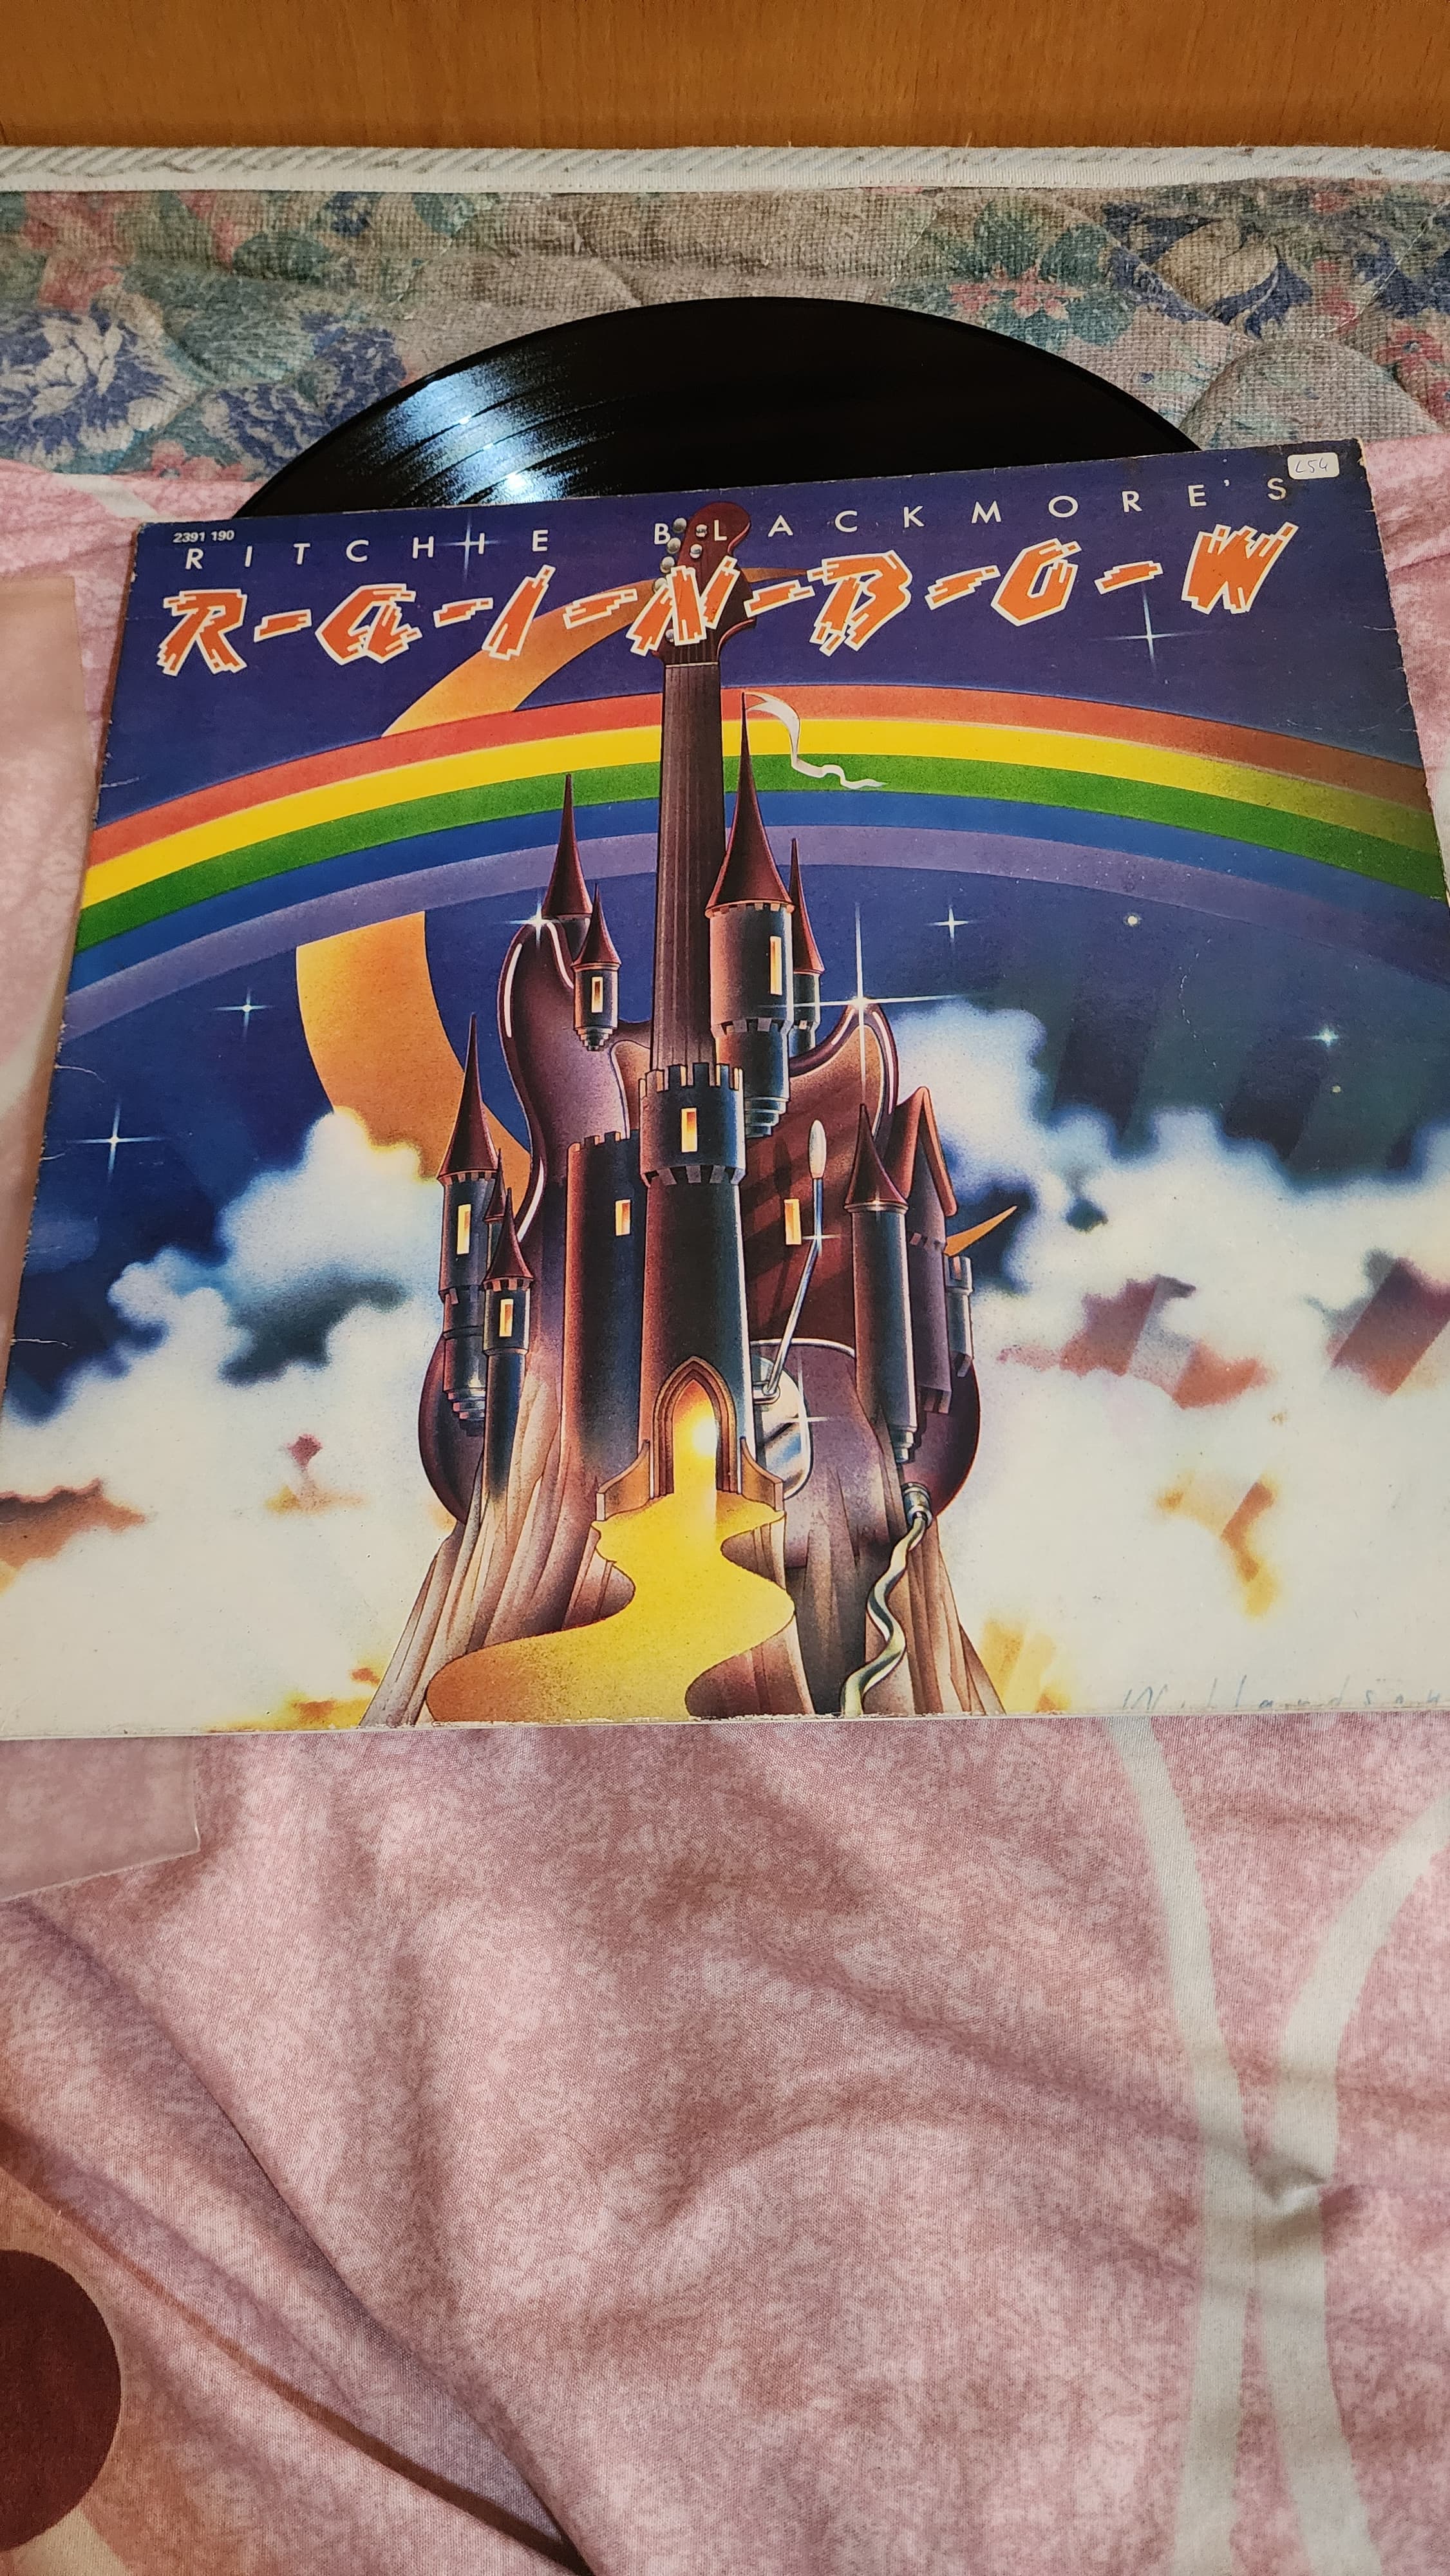 L54
2391 190
RITCHIE BLACKMORE'S
R-A-I-N-B-O-W